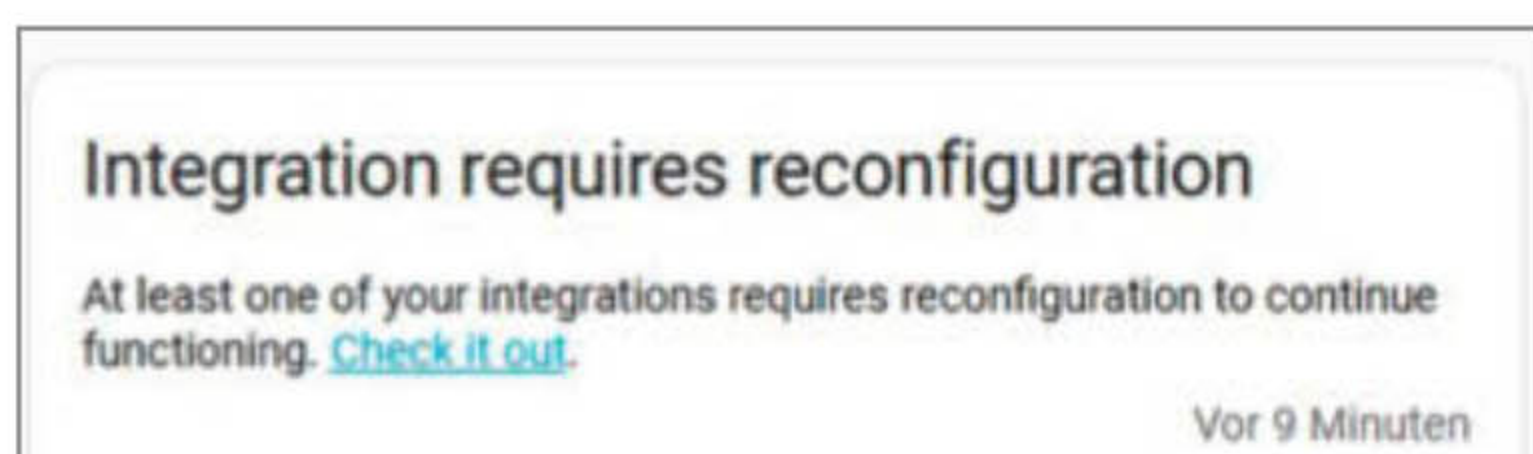 Integration requires reconfiguration
At least one of your integrations requires reconfiguration to continue
functioning. Check it out.
Vor 9 Minuten